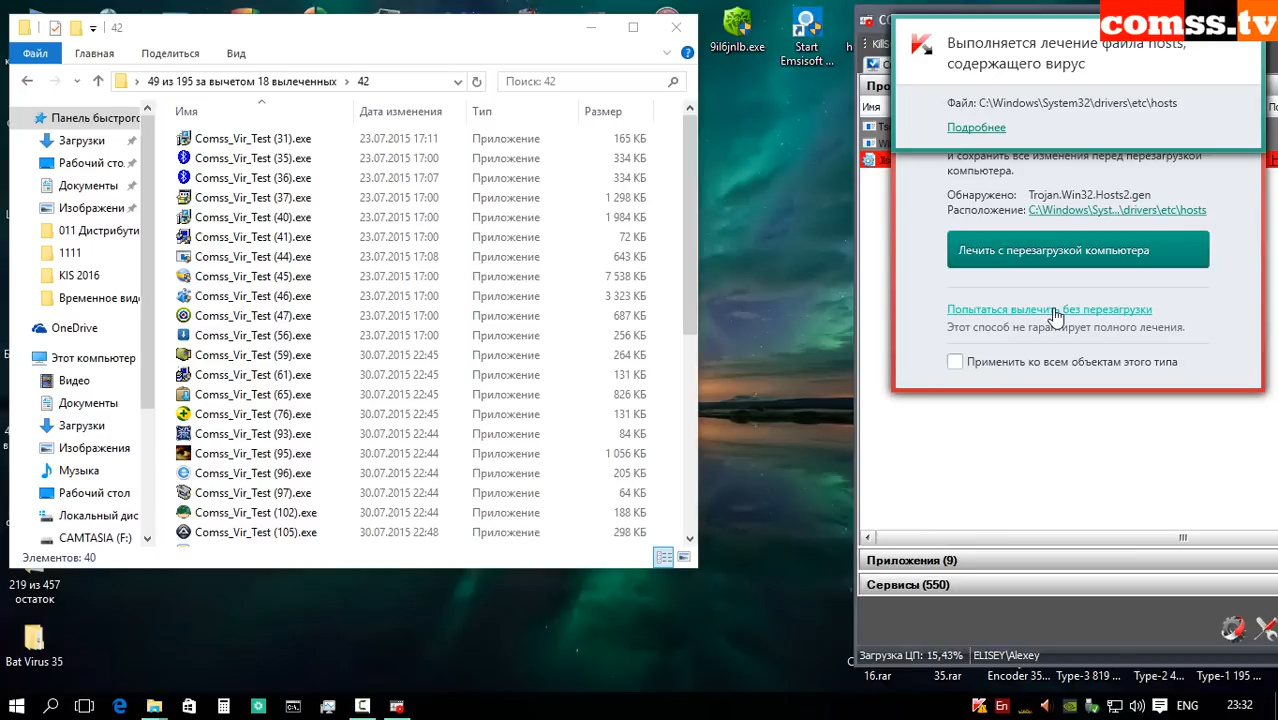 42
Файл Главная Поделиться Вид
49 из 195 за вычетом 18 вылеченных > 42
Поиск: 42
Имя Дата изменения Тип Размер
Панель быстрого
Загрузки
Рабочий сто.
Документы
Изображени
011 Дистрибути
1111
KIS 2016
Временное вид
OneDrive
Этот компьютер
Видео
Документы
Загрузки
Изображения
Музыка
Рабочий стол
Локальный дис
CAMTASIA (F:)
Comss_Vir_Test (31).exe 23.07.2015 17:11 Приложение 165 КБ
Comss_Vir_Test (35).exe 23.07.2015 17:00 Приложение 334 КБ
Comss_Vir_Test (36).exe 23.07.2015 17:07 Приложение 334 КБ
Comss_Vir_Test (37).exe 23.07.2015 17:00 Приложение 1 298 КБ
Comss_Vir_Test (40).exe 23.07.2015 17:00 Приложение 1 984 КБ
Comss_Vir_Test (41).exe 23.07.2015 17:00 Приложение 72 КБ
Comss_Vir_Test (44).exe 23.07.2015 17:08 Приложение 643 КБ
Comss_Vir_Test (45).exe 23.07.2015 17:00 Приложение 7 538 КБ
Comss_Vir_Test (46).exe 23.07.2015 17:00 Приложение 3 323 КБ
Comss_Vir_Test (47).exe 23.07.2015 17:00 Приложение 687 КБ
Comss_Vir_Test (56).exe 23.07.2015 17:00 Приложение 256 КБ
Comss_Vir_Test (59).exe 30.07.2015 22:45 Приложение 264 КБ
Comss_Vir_Test (61).exe 30.07.2015 22:45 Приложение 131 КБ
Comss_Vir_Test (65).exe 30.07.2015 22:45 Приложение 826 КБ
Comss_Vir_Test (76).exe 30.07.2015 22:45 Приложение 131 КБ
Comss_Vir_Test (93).exe 30.07.2015 22:44 Приложение 84 КБ
Comss_Vir_Test (95).exe 30.07.2015 22:44 Приложение 1 056 КБ
Comss_Vir_Test (96).exe 30.07.2015 22:44 Приложение 205 КБ
Comss_Vir_Test (97).exe 30.07.2015 22:44 Приложение 64 КБ
Comss_Vir_Test (102).exe 30.07.2015 22:44 Приложение 188 КБ
Comss_Vir_Test (105).exe 30.07.2015 22:48 Приложение 298 КБ
Элементов: 40
219 из 457
остаток
Bat Virus 35
9il6jnlb.exe
Start
Emsisoft ...
comss.tv
Имя
Выполняется лечение файла hosts,
содержащего вирус
Файл: C:\Windows\System32\drivers\etc\hosts
Подробнее
и сохранить все изменения перед перезагрузкой
компьютера.
Обнаружено: Trojan.Win32.Hosts2.gen
Расположение: C:\Windows\Syst...\drivers\etc\hosts
Лечить с перезагрузкой компьютера
Попытаться вылечить без перезагрузки
Этот способ не гарантирует полного лечения.
Применить ко всем объектам этого типа
Приложения (9)
Сервисы (550)
Загрузка ЦП: 15,43% ELISEY\Alexey
16.rar 35.rar Encoder 35... Type-3 819 ... Type-2 4... Type-1 195 ...
En
ENG 23:32